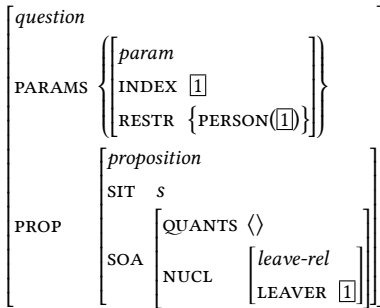 question
PARAMS { [ param
INDEX 1
RESTR {PERSON(1)} ] }
PROP [ proposition
SIT s
SOA [ QUANTS ⟨⟩
NUCL [ leave-rel
LEAVER 1 ] ] ]